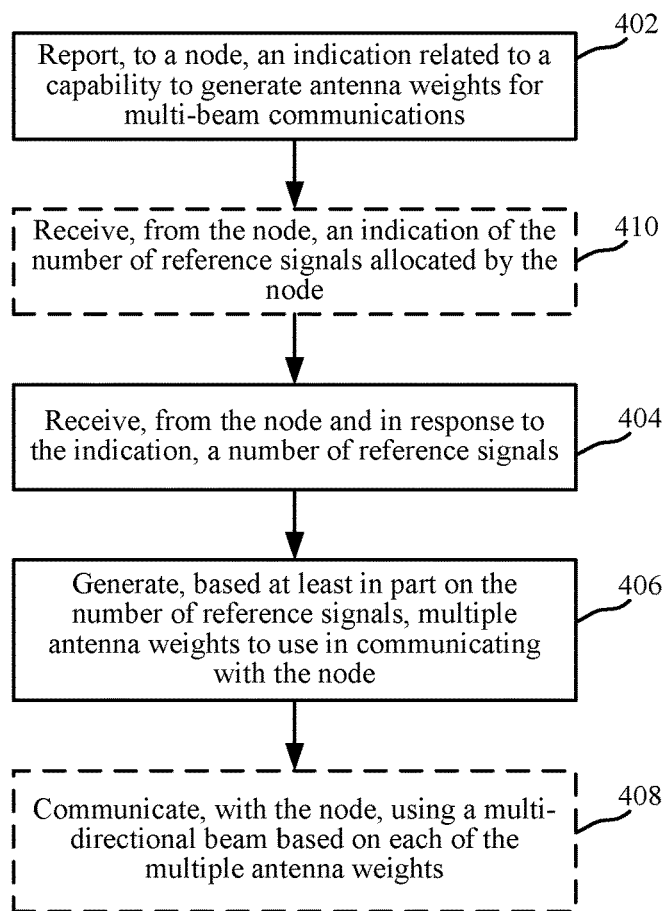 402
Report, to a node, an indication related to a
capability to generate antenna weights for
multi-beam communications
410
Receive, from the node, an indication of the
number of reference signals allocated by the
node
404
Receive, from the node and in response to
the indication, a number of reference signals
406
Generate, based at least in part on the
number of reference signals, multiple
antenna weights to use in communicating
with the node
408
Communicate, with the node, using a multi-
directional beam based on each of the
multiple antenna weights